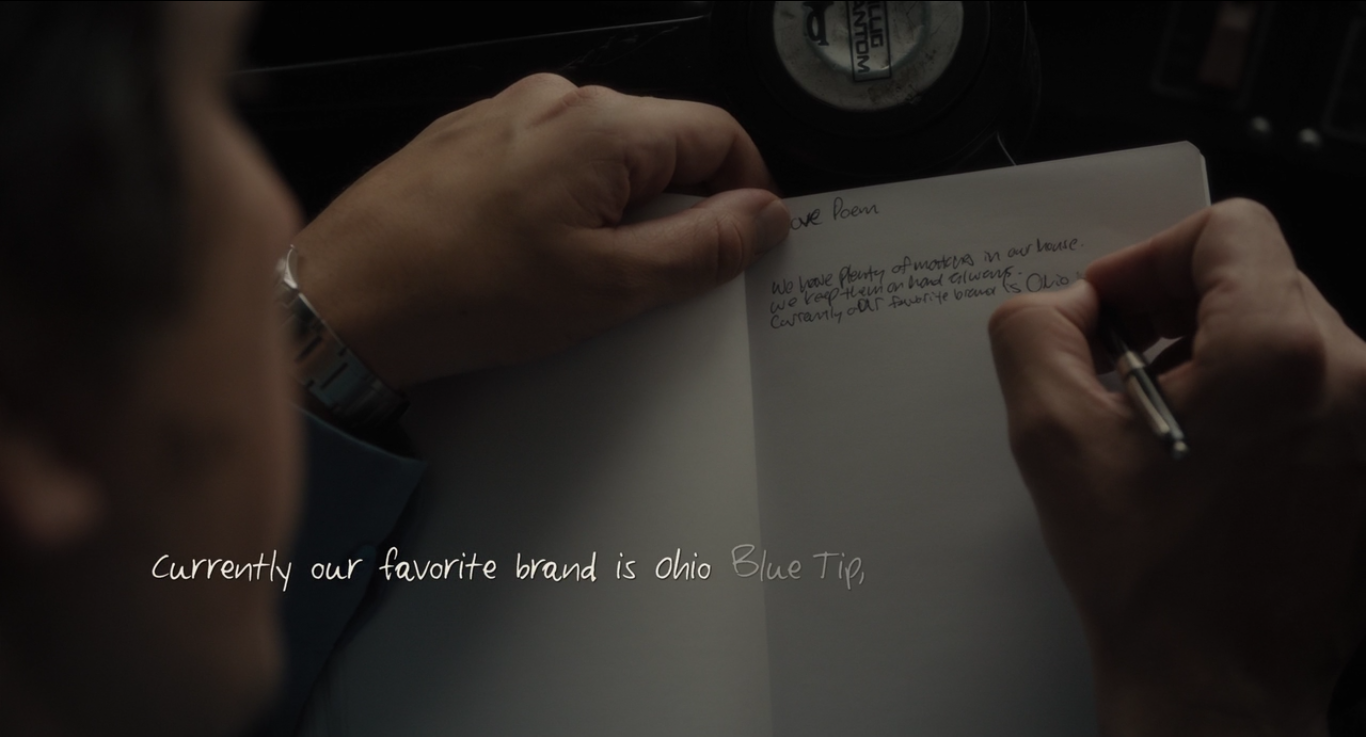 ove Poem
We have plenty of matches in our house.
We keep them on hand always.
Currently our favorite brand is Ohio
Currently our favorite brand is Ohio Blue Tip,